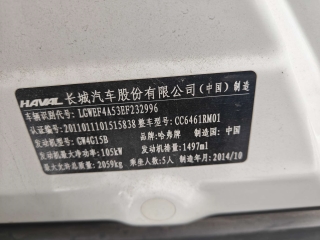 HAVAL 长城汽车股份有限公司(中国)制造
车辆识别代号: LGWEF4A53EF232996
认证编号: 2011011101515838 整车型号: CC6461RM01
发动机型号: GW4G15B 品牌: 哈弗牌 制造国: 中国
发动机最大净功率: 105kW 发动机排量: 1497ml
最大允许总质量: 2059kg 乘坐人数: 5人 制造年月: 2014/10